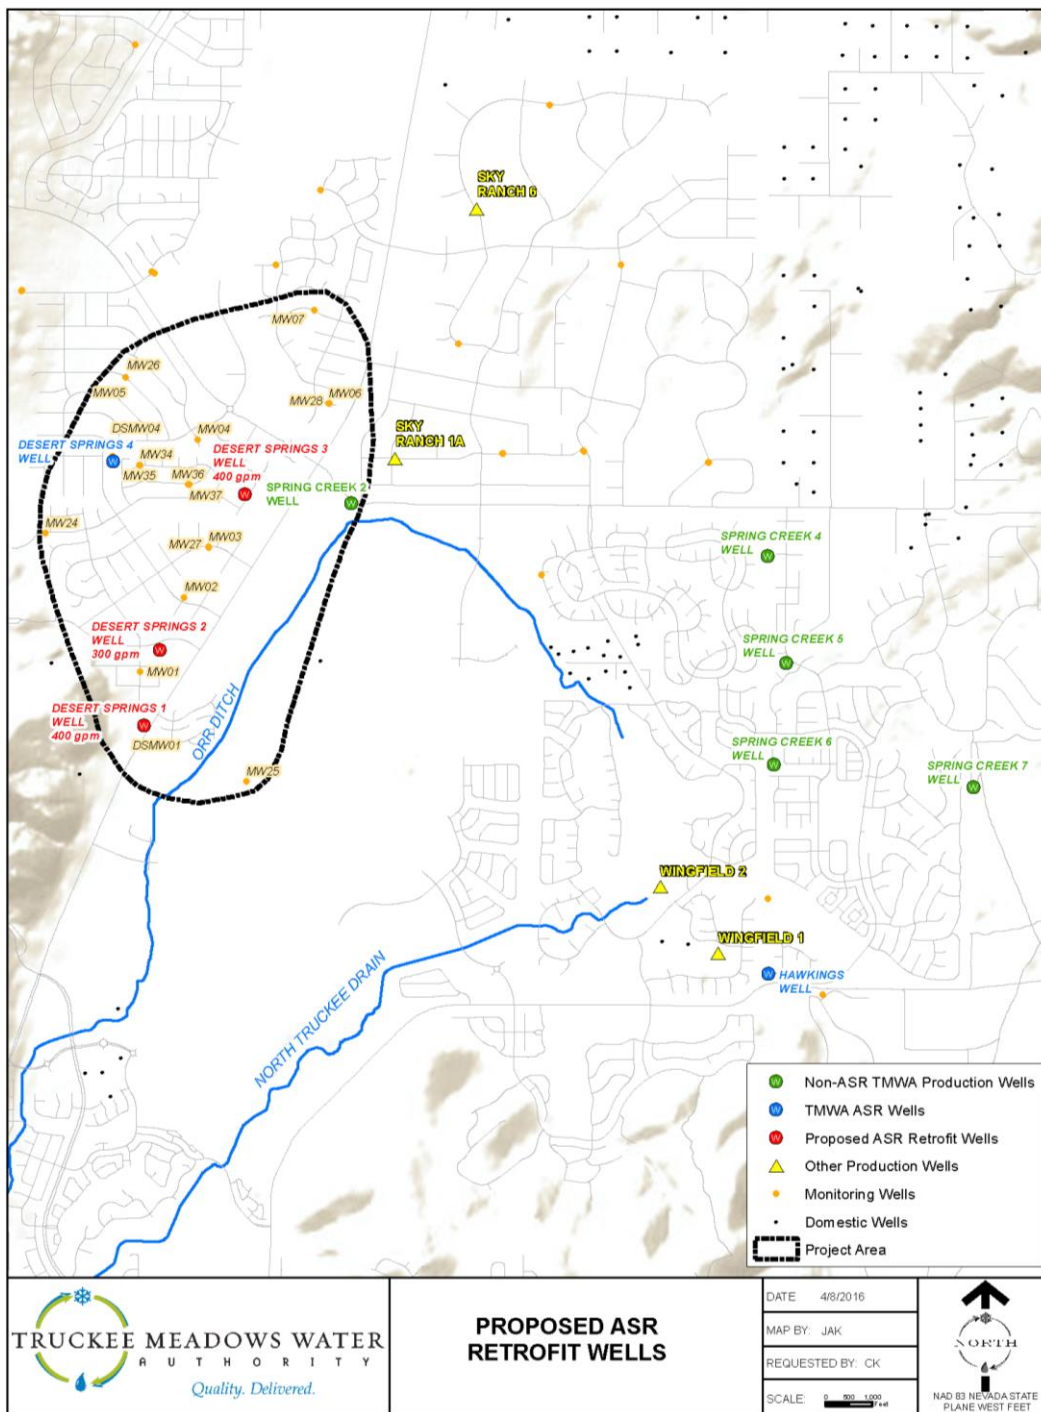 SKY
RANCH 6
MW07
MW26
MW05
MW06
MW28
DSMW04
MW04
SKY
RANCH 1A
DESERT SPRINGS 4
WELL
MW34
MW35
DESERT SPRINGS 3
WELL
400 gpm
MW36
MW37
SPRING CREEK 2
WELL
MW24
MW03
MW27
SPRING CREEK 4
WELL
MW02
DESERT SPRINGS 2
WELL
300 gpm
MW01
SPRING CREEK 5
WELL
DESERT SPRINGS 1
WELL
400 gpm
DSMW01
ORR DITCH
MW25
SPRING CREEK 6
WELL
SPRING CREEK 7
WELL
WINGFIELD 2
WINGFIELD 1
HAWKINGS
WELL
NORTH TRUCKEE DRAIN
Non-ASR TMWA Production Wells
TMWA ASR Wells
Proposed ASR Retrofit Wells
Other Production Wells
Monitoring Wells
Domestic Wells
Project Area
TRUCKEE MEADOWS WATER
AUTHORITY
Quality. Delivered.
PROPOSED ASR
RETROFIT WELLS
DATE 4/8/2016
MAP BY: JAK
REQUESTED BY: CK
SCALE: 0 500 1,000
Feet
NORTH
NAD 83 NEVADA STATE
PLANE WEST FEET